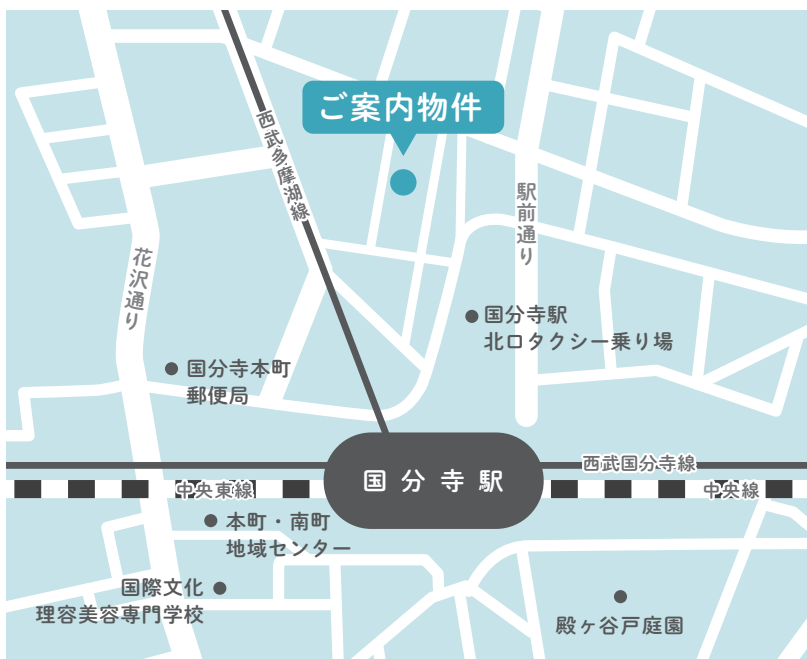 ご案内物件
西武多摩湖線
駅前通り
花沢通り
国分寺駅
北口タクシー乗り場
国分寺本町
郵便局
国分寺駅
西武国分寺線
中央東線
中央線
本町・南町
地域センター
国際文化
理容美容専門学校
殿ヶ谷戸庭園